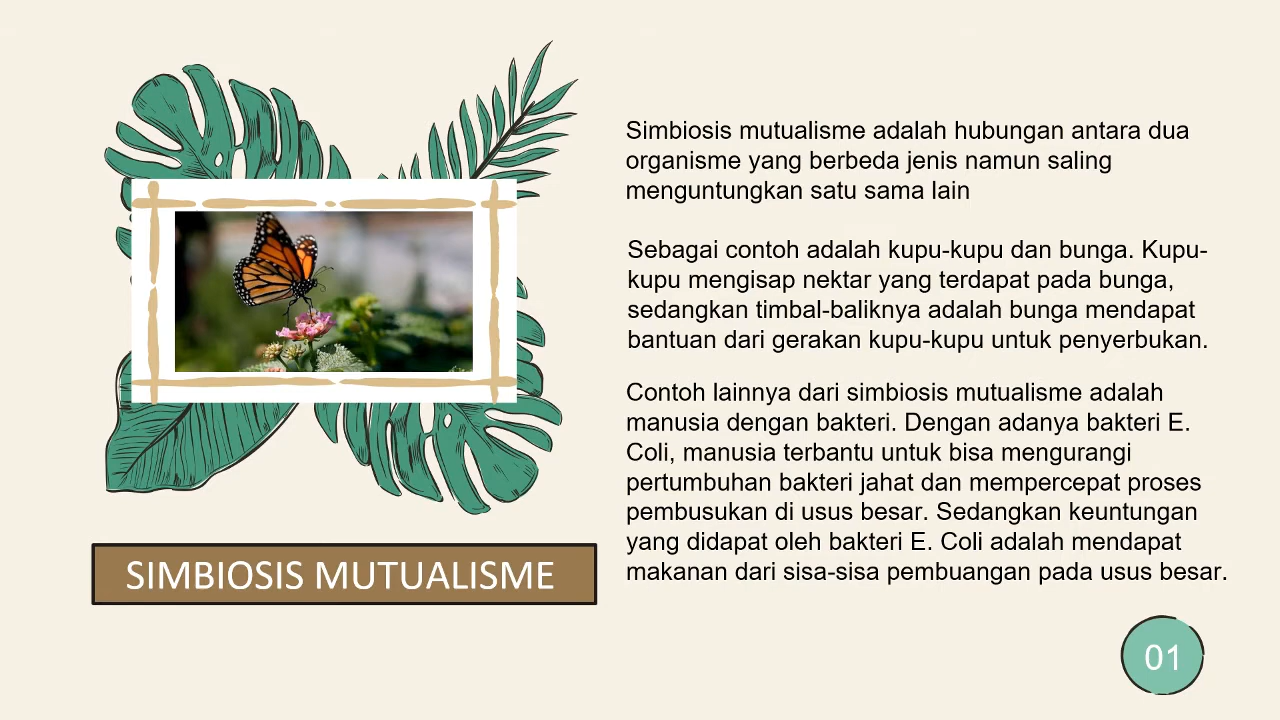 Simbiosis mutualisme adalah hubungan antara dua
organisme yang berbeda jenis namun saling
menguntungkan satu sama lain
Sebagai contoh adalah kupu-kupu dan bunga. Kupu-
kupu mengisap nektar yang terdapat pada bunga,
sedangkan timbal-baliknya adalah bunga mendapat
bantuan dari gerakan kupu-kupu untuk penyerbukan.
Contoh lainnya dari simbiosis mutualisme adalah
manusia dengan bakteri. Dengan adanya bakteri E.
Coli, manusia terbantu untuk bisa mengurangi
pertumbuhan bakteri jahat dan mempercepat proses
pembusukan di usus besar. Sedangkan keuntungan
yang didapat oleh bakteri E. Coli adalah mendapat
makanan dari sisa-sisa pembuangan pada usus besar.
SIMBIOSIS MUTUALISME
01